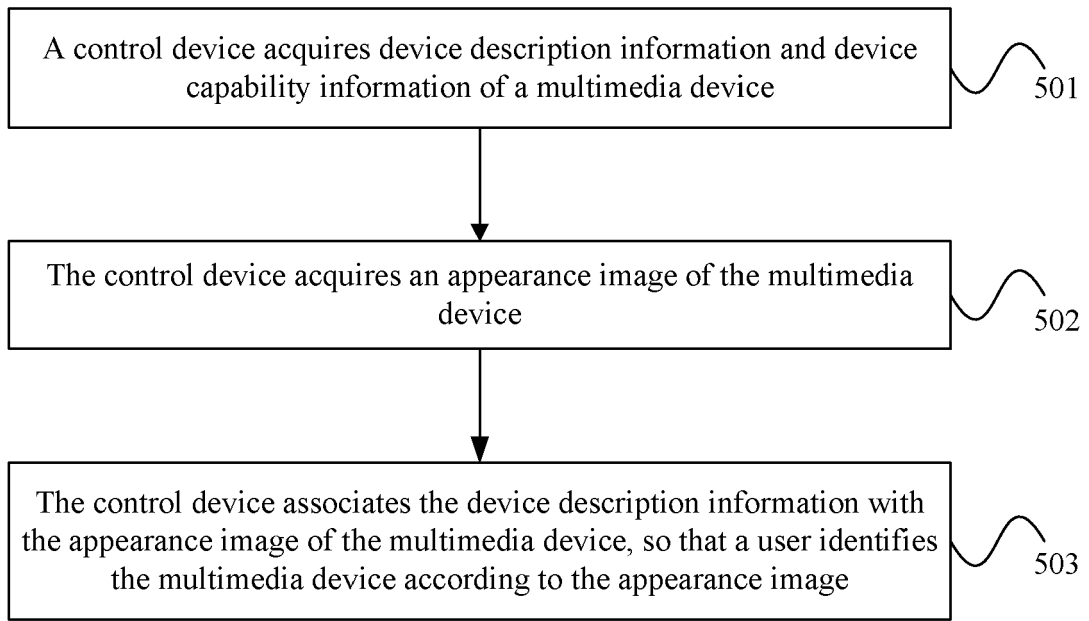 A control device acquires device description information and device
capability information of a multimedia device
501
The control device acquires an appearance image of the multimedia
device
502
The control device associates the device description information with
the appearance image of the multimedia device, so that a user identifies
the multimedia device according to the appearance image
503